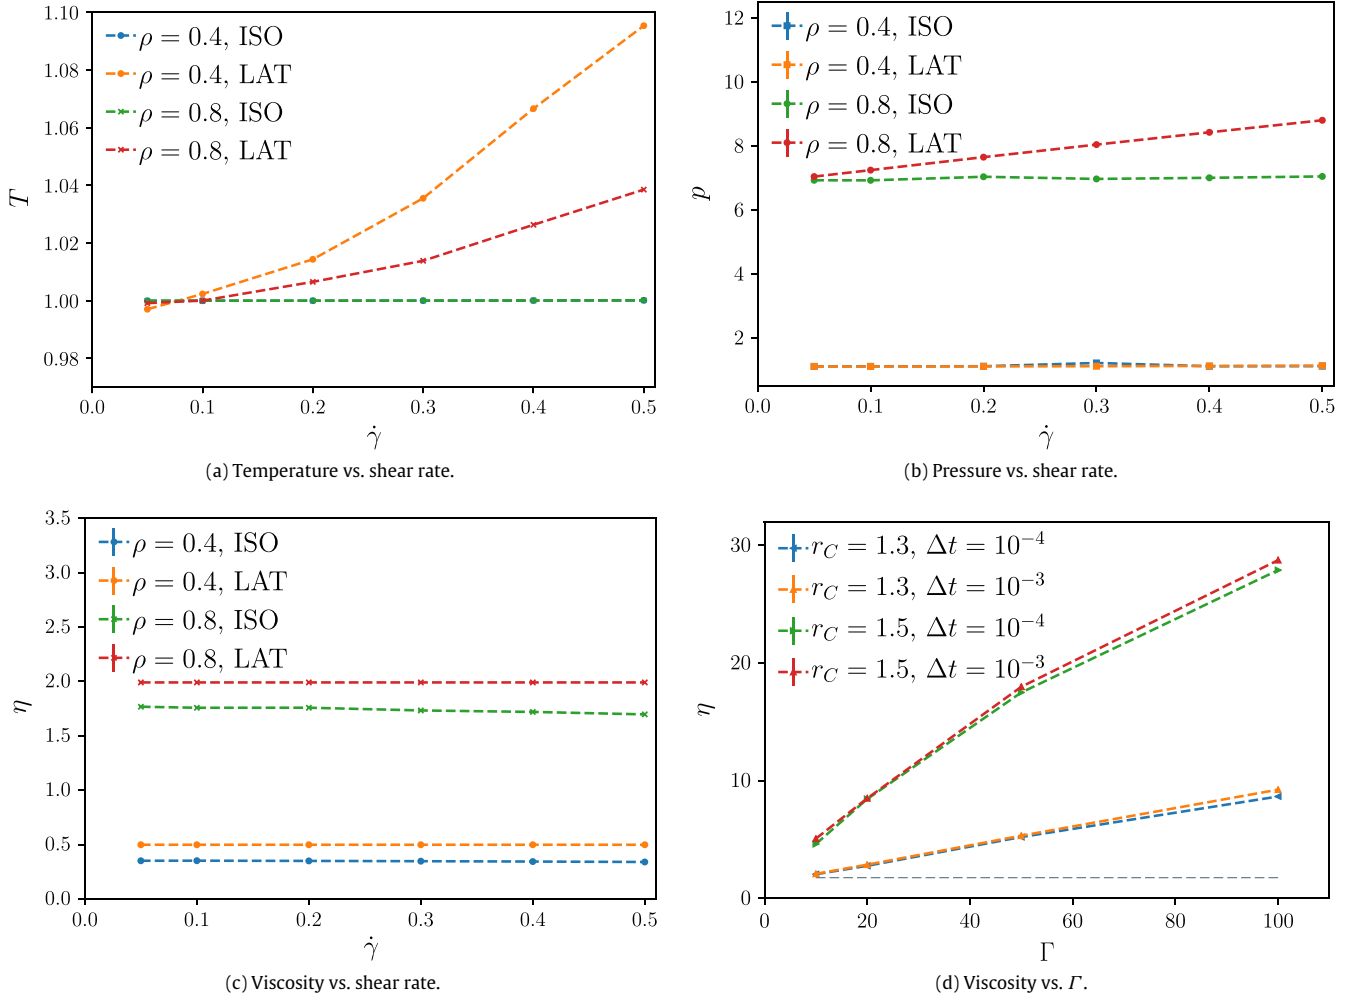 1.10
1.08
1.06
1.04
1.02
1.00
0.98
T
ρ = 0.4, ISO
ρ = 0.4, LAT
ρ = 0.8, ISO
ρ = 0.8, LAT
0.0 0.1 0.2 0.3 0.4 0.5
γ̇
(a) Temperature vs. shear rate.
12
10
8
6
4
2
p
ρ = 0.4, ISO
ρ = 0.4, LAT
ρ = 0.8, ISO
ρ = 0.8, LAT
0.0 0.1 0.2 0.3 0.4 0.5
γ̇
(b) Pressure vs. shear rate.
3.5
3.0
2.5
2.0
1.5
1.0
0.5
0.0
η
ρ = 0.4, ISO
ρ = 0.4, LAT
ρ = 0.8, ISO
ρ = 0.8, LAT
0.0 0.1 0.2 0.3 0.4 0.5
γ̇
(c) Viscosity vs. shear rate.
30
20
10
0
η
r_C = 1.3, Δt = 10⁻⁴
r_C = 1.3, Δt = 10⁻³
r_C = 1.5, Δt = 10⁻⁴
r_C = 1.5, Δt = 10⁻³
0 20 40 60 80 100
Γ
(d) Viscosity vs. Γ.